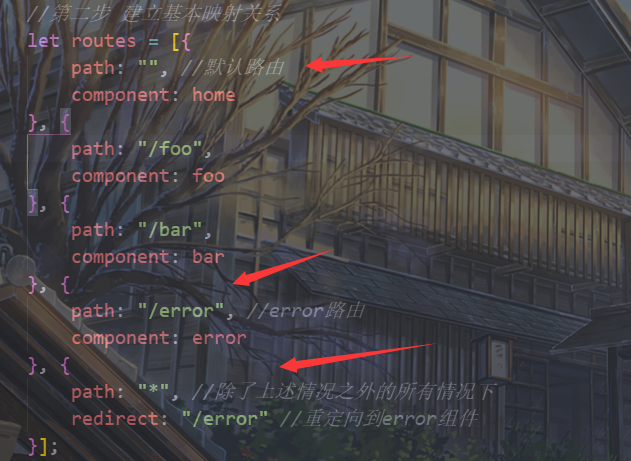 //第二步 建立基本映射关系
let routes = [{
path: "", //默认路由
component: home
}, {
path: "/foo",
component: foo
}, {
path: "/bar",
component: bar
}, {
path: "/error", //error路由
component: error
}, {
path: "*", //除了上述情况之外的所有情况下
redirect: "/error" //重定向到error组件
}];